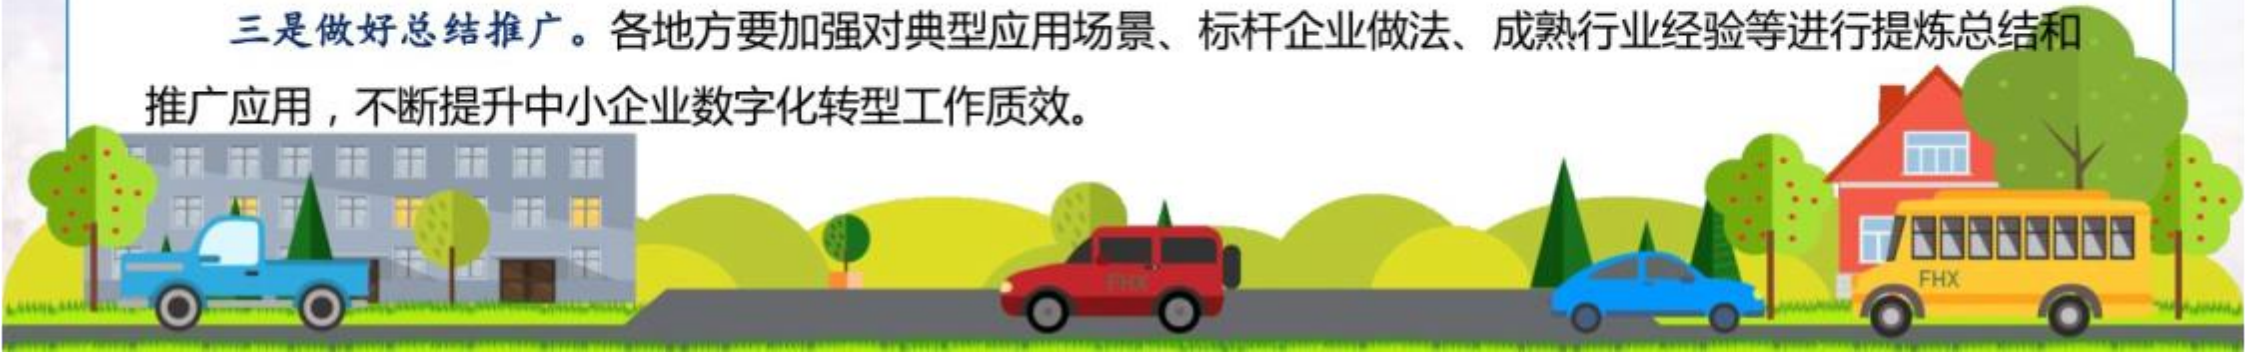 三是做好总结推广。各地方要加强对典型应用场景、标杆企业做法、成熟行业经验等进行提炼总结和
推广应用，不断提升中小企业数字化转型工作质效。
FHX
FHX